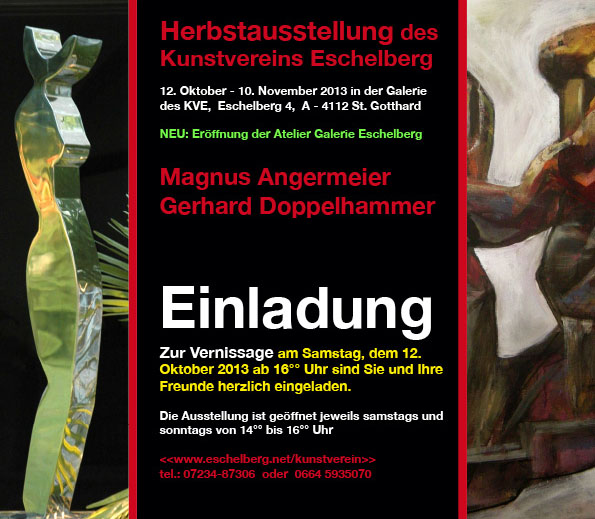 Herbstausstellung des
Kunstvereins Eschelberg
12. Oktober - 10. November 2013 in der Galerie
des KVE, Eschelberg 4, A - 4112 St. Gotthard
NEU: Eröffnung der Atelier Galerie Eschelberg
Magnus Angermeier
Gerhard Doppelhammer
Einladung
Zur Vernissage am Samstag, dem 12.
Oktober 2013 ab 16°° Uhr sind Sie und Ihre
Freunde herzlich eingeladen.
Die Ausstellung ist geöffnet jeweils samstags und
sonntags von 14°° bis 16°° Uhr
<<www.eschelberg.net/kunstverein>>
tel.: 07234-87306 oder 0664 5935070